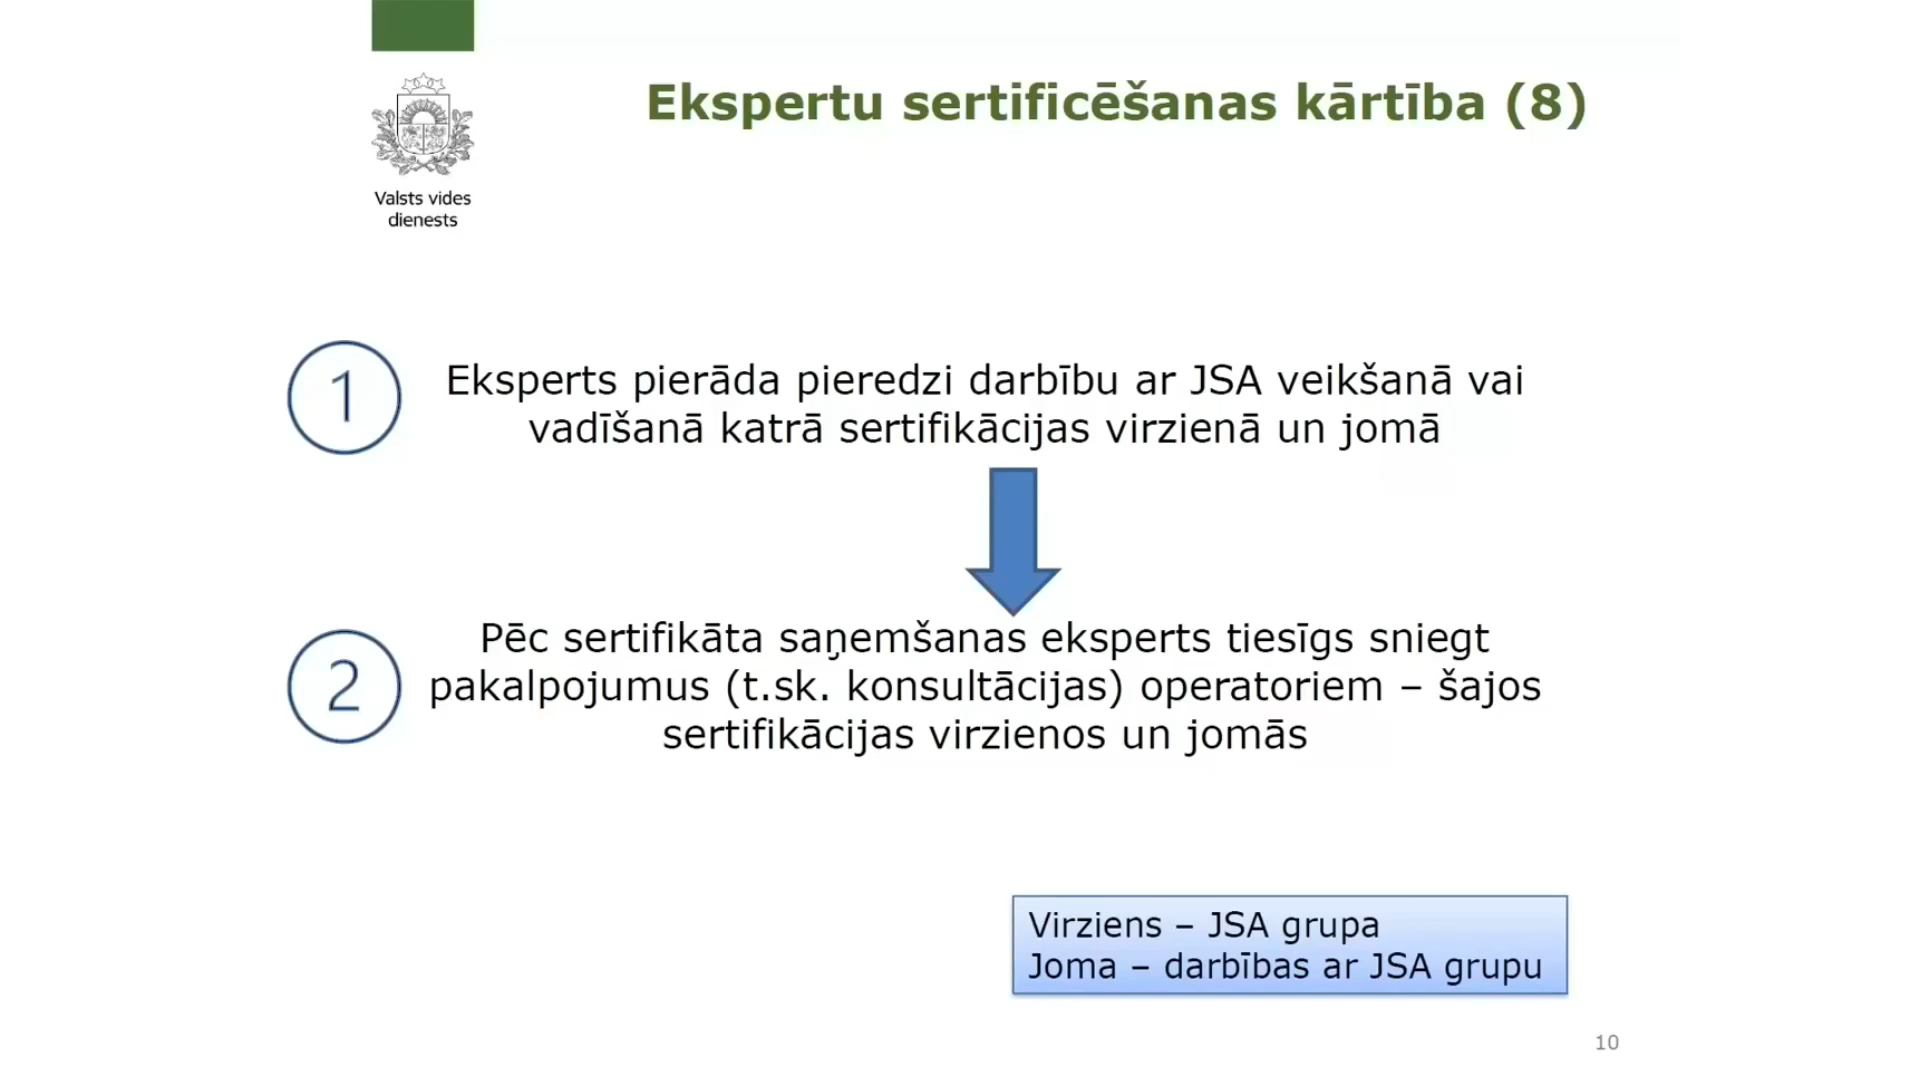 Valsts vides
dienests
Ekspertu sertificēšanas kārtība (8)
1
Eksperts pierāda pieredzi darbību ar JSA veikšanā vai
vadīšanā katrā sertifikācijas virzienā un jomā
2
Pēc sertifikāta saņemšanas eksperts tiesīgs sniegt
pakalpojumus (t.sk. konsultācijas) operatoriem – šajos
sertifikācijas virzienos un jomās
Virziens – JSA grupa
Joma – darbības ar JSA grupu
10